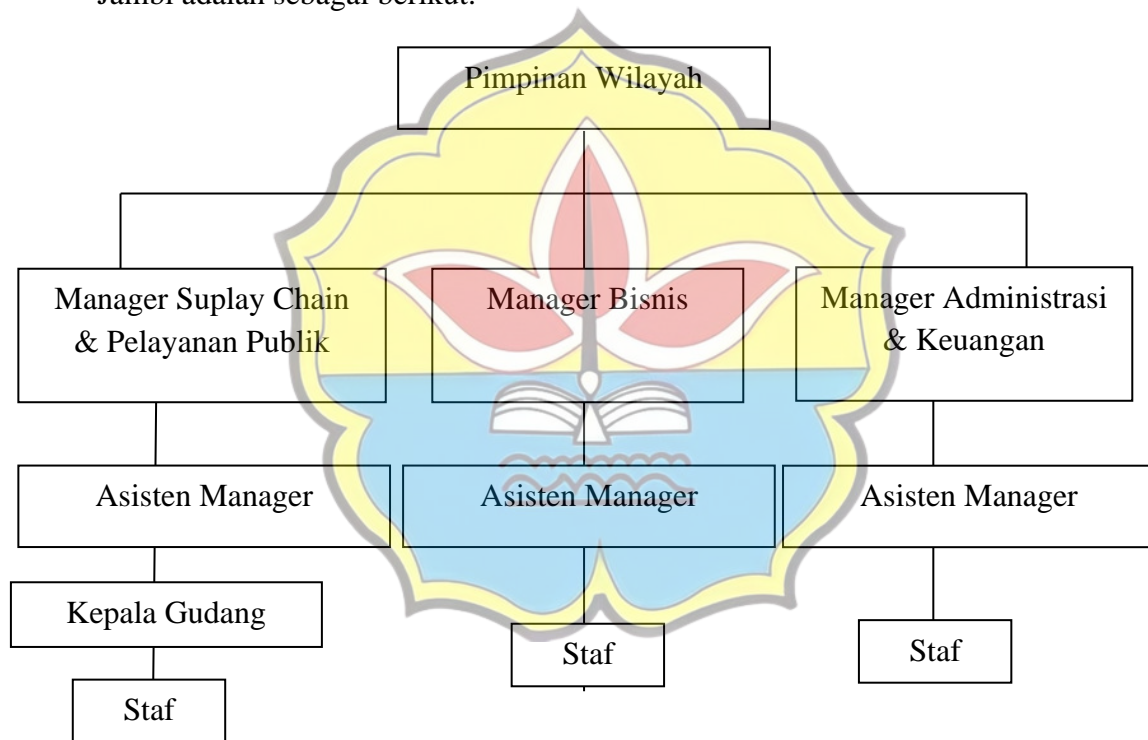 Jambi adalah sebagai berikut:
Pimpinan Wilayah
Manager Suplay Chain
& Pelayanan Publik
Manager Bisnis
Manager Administrasi
& Keuangan
Asisten Manager
Asisten Manager
Asisten Manager
Kepala Gudang
Staf
Staf
Staf